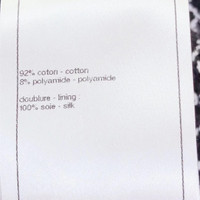 92% coton - cotton
8% polyamide - polyamide
doublure - lining
100% soie - silk